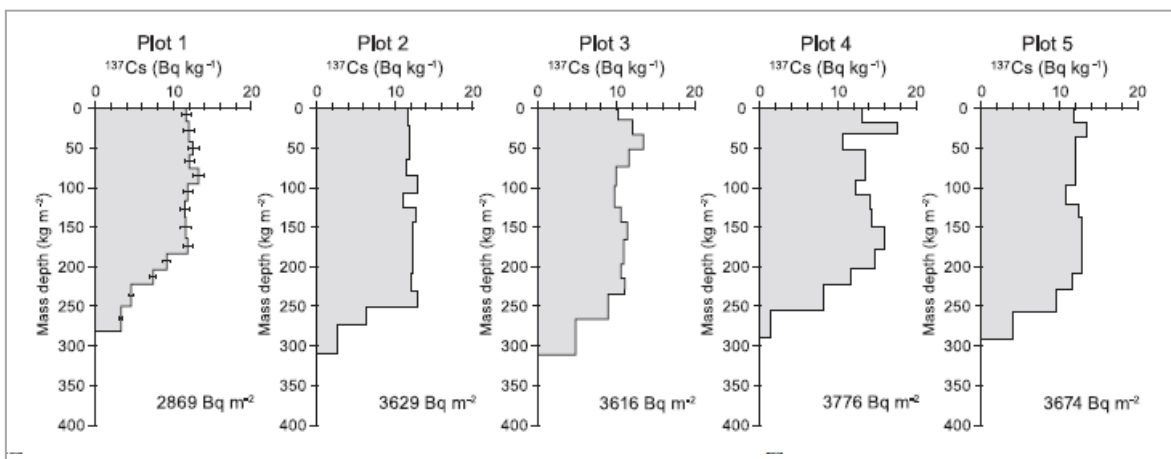 Plot 1 Plot 2 Plot 3 Plot 4 Plot 5
¹³⁷Cs (Bq kg⁻¹) ¹³⁷Cs (Bq kg⁻¹) ¹³⁷Cs (Bq kg⁻¹) ¹³⁷Cs (Bq kg⁻¹) ¹³⁷Cs (Bq kg⁻¹)
0 10 20 0 10 20 0 10 20 0 10 20 0 10 20
0 0 0 0 0
50 50 50 50 50
100 100 100 100 100
150 150 150 150 150
200 200 200 200 200
250 250 250 250 250
300 300 300 300 300
350 350 350 350 350
400 400 400 400 400
Mass depth (kg m⁻²) Mass depth (kg m⁻²) Mass depth (kg m⁻²) Mass depth (kg m⁻²) Mass depth (kg m⁻²)
2869 Bq m⁻² 3629 Bq m⁻² 3616 Bq m⁻² 3776 Bq m⁻² 3674 Bq m⁻²